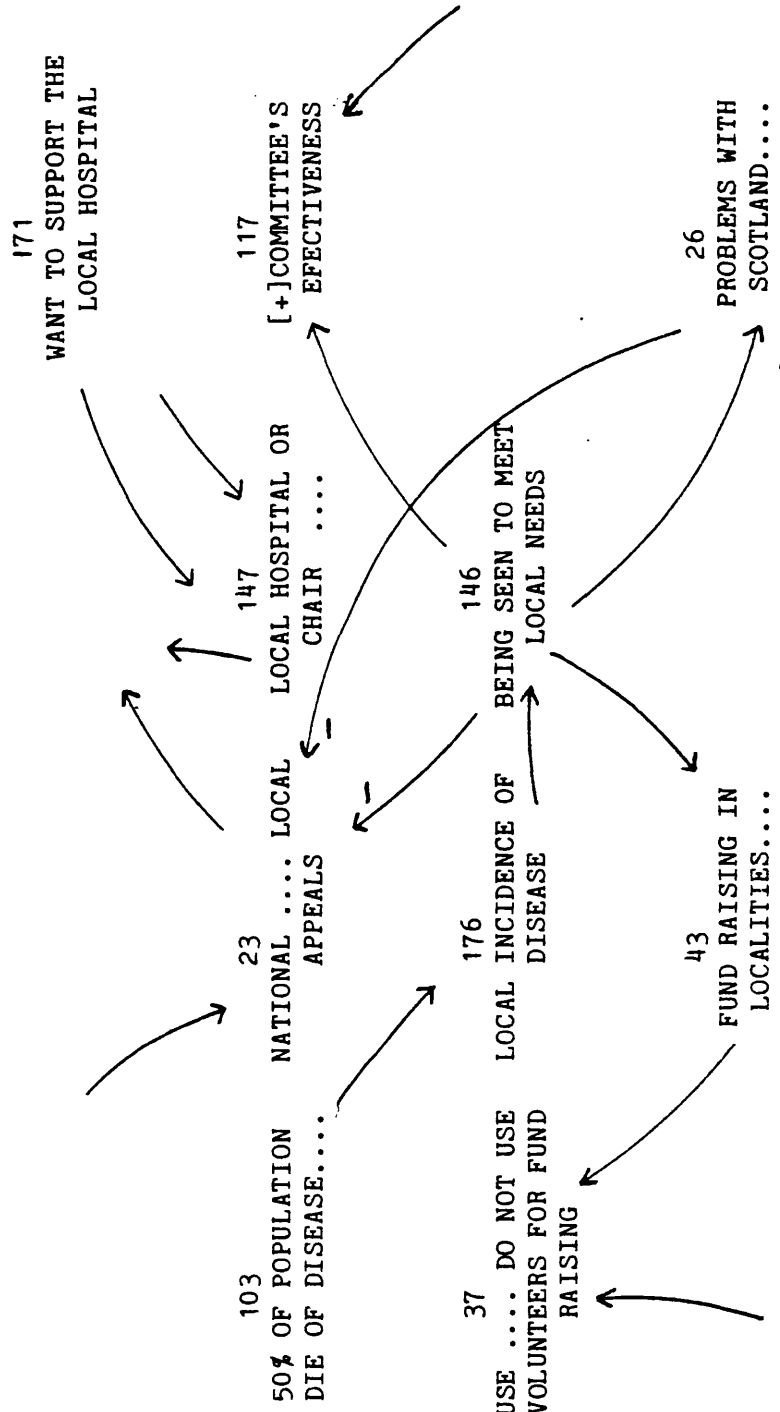 171
WANT TO SUPPORT THE
LOCAL HOSPITAL
103
50% OF POPULATION
DIE OF DISEASE....
23
NATIONAL .... LOCAL
APPEALS
147
LOCAL HOSPITAL OR
CHAIR ....
117
[+]COMMITTEE'S
EFECTIVENESS
-
-
37
USE ..... DO NOT USE
VOLUNTEERS FOR FUND
RAISING
176
LOCAL INCIDENCE OF
DISEASE
146
BEING SEEN TO MEET
LOCAL NEEDS
43
FUND RAISING IN
LOCALITIES....
26
PROBLEMS WITH
SCOTLAND....